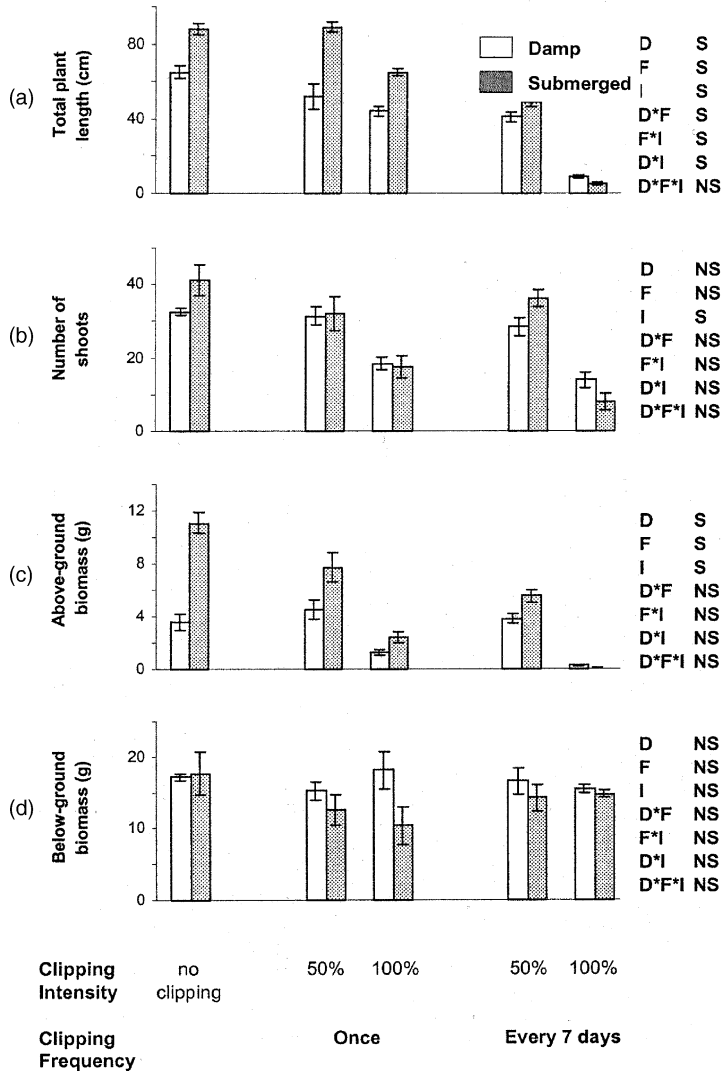 (a)
Total plant
length (cm)
80
40
0
Damp
Submerged
D S
F S
I S
D*F S
F*I S
D*I S
D*F*I NS
(b)
Number of
shoots
40
20
0
D NS
F NS
I S
D*F NS
F*I NS
D*I NS
D*F*I NS
(c)
Above-ground
biomass (g)
12
8
4
0
D S
F S
I S
D*F NS
F*I NS
D*I NS
D*F*I NS
(d)
Below-ground
biomass (g)
20
10
0
D NS
F NS
I NS
D*F NS
F*I NS
D*I NS
D*F*I NS
Clipping no 50% 100% 50% 100%
Intensity clipping
Clipping Once Every 7 days
Frequency